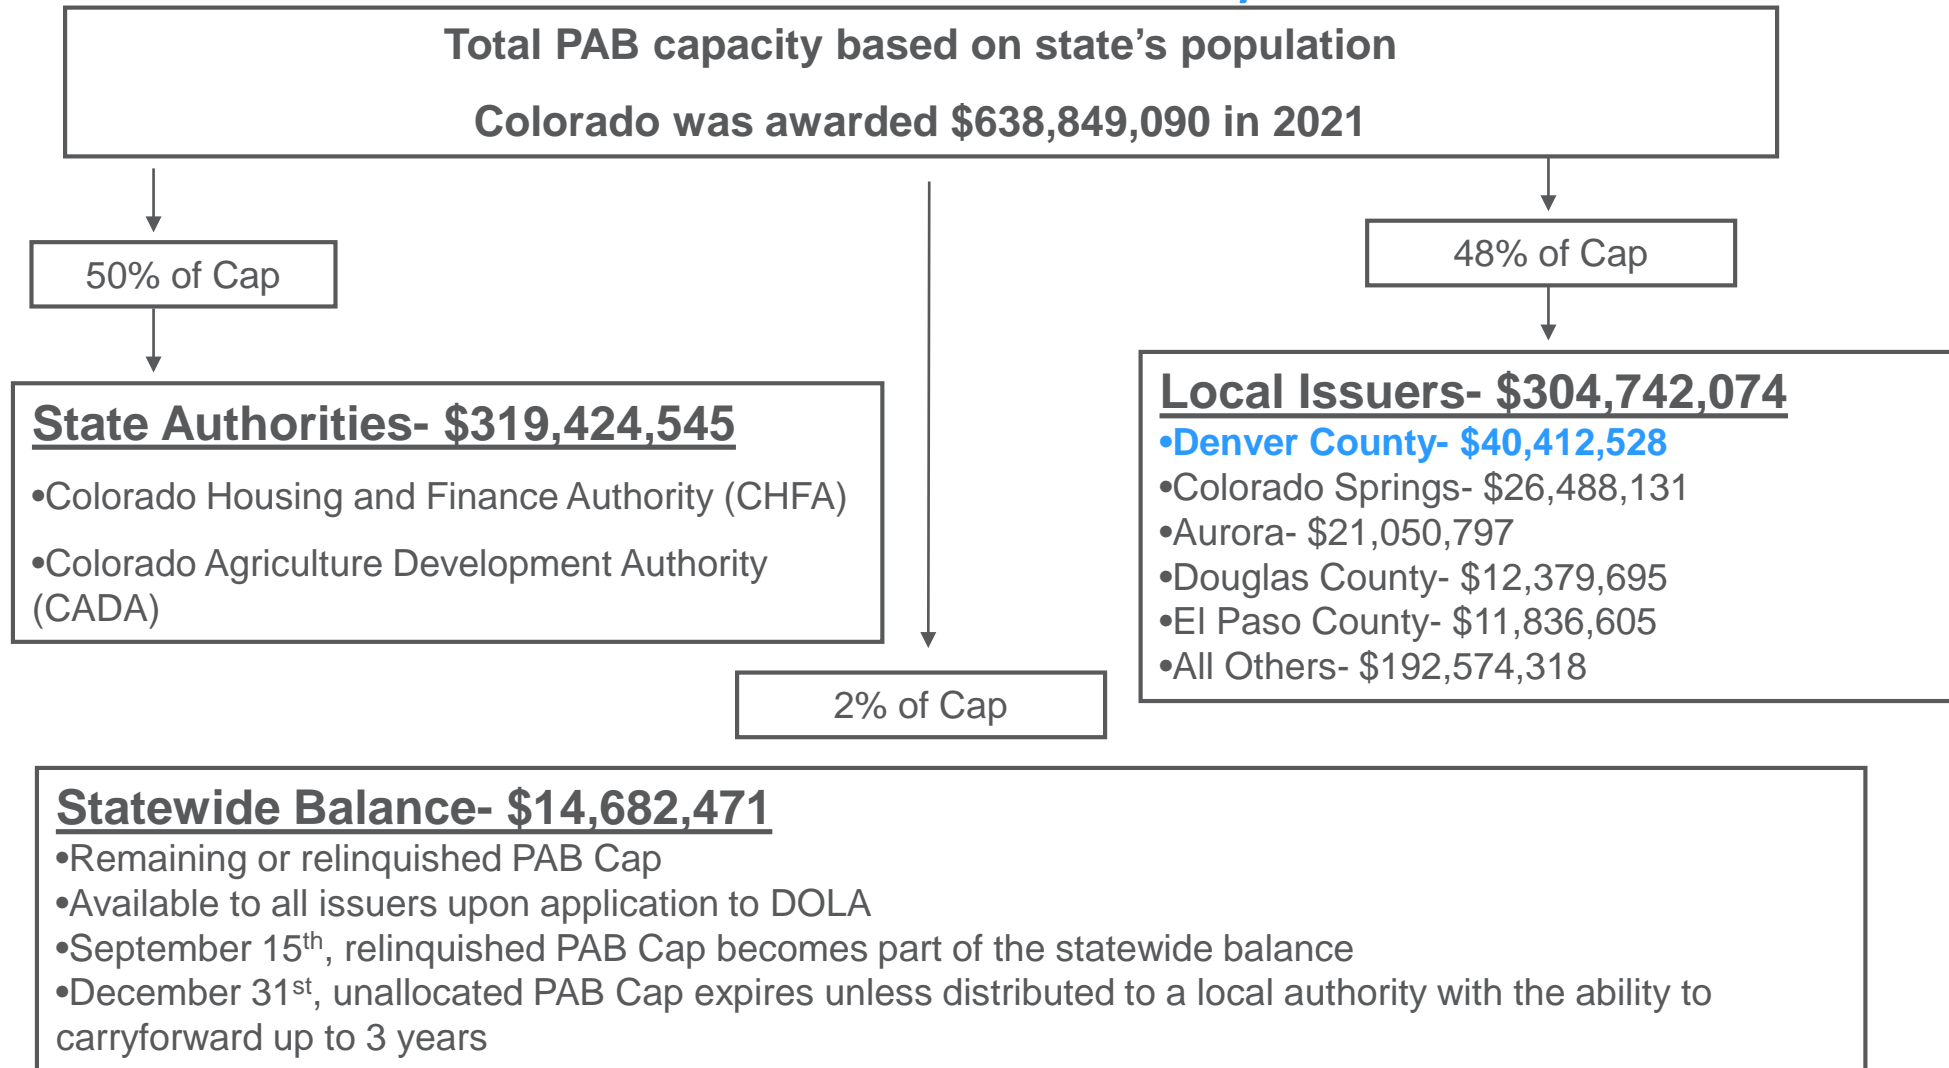 Total PAB capacity based on state’s population
Colorado was awarded $638,849,090 in 2021
50% of Cap
48% of Cap
State Authorities- $319,424,545
•Colorado Housing and Finance Authority (CHFA)
•Colorado Agriculture Development Authority
(CADA)
Local Issuers- $304,742,074
•Denver County- $40,412,528
•Colorado Springs- $26,488,131
•Aurora- $21,050,797
•Douglas County- $12,379,695
•El Paso County- $11,836,605
•All Others- $192,574,318
2% of Cap
Statewide Balance- $14,682,471
•Remaining or relinquished PAB Cap
•Available to all issuers upon application to DOLA
•September 15th, relinquished PAB Cap becomes part of the statewide balance
•December 31st, unallocated PAB Cap expires unless distributed to a local authority with the ability to
carryforward up to 3 years